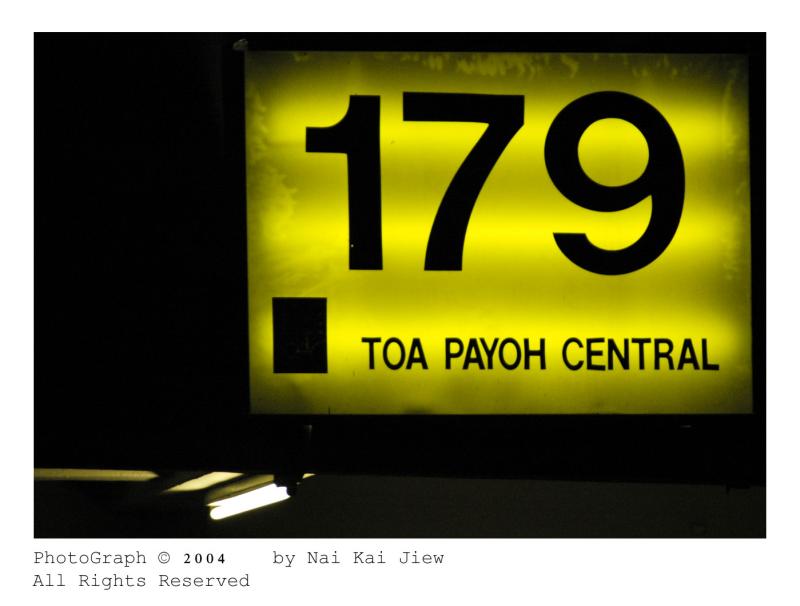 179
TOA PAYOH CENTRAL
PhotoGraph © 2004 by Nai Kai Jiew
All Rights Reserved